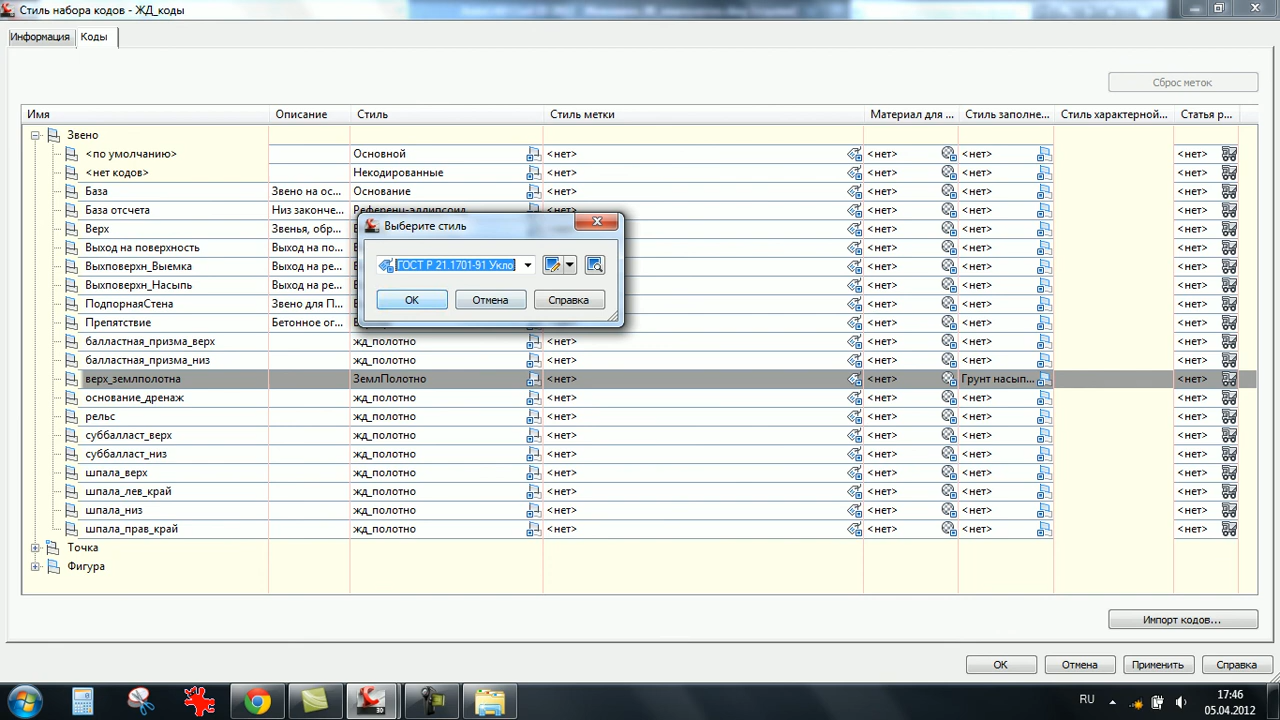 Стиль набора кодов - ЖД_коды
Информация Коды
Сброс меток
Имя Описание Стиль Стиль метки Материал для ... Стиль заполне... Стиль характерной... Статья р...
Звено
<по умолчанию> Основной <нет> <нет> <нет> <нет>
<нет кодов> Некодированные <нет> <нет> <нет> <нет>
База Звено на ос... Основание <нет> <нет> <нет> <нет>
База отсчета Низ законче... Референц-эллипсоид <нет> <нет> <нет> <нет>
Верх Звенья, обр... <нет> <нет> <нет>
Выход на поверхность Выход на по... <нет> <нет> <нет>
Выхповерхн_Выемка Выход на ре... <нет> <нет> <нет>
Выхповерхн_Насыпь Выход на ре... <нет> <нет> <нет>
ПодпорнаяСтена Звено для П... <нет> <нет> <нет>
Препятствие Бетонное ог... <нет> <нет> <нет>
балластная_призма_верх жд_полотно <нет> <нет> <нет> <нет>
балластная_призма_низ жд_полотно <нет> <нет> <нет> <нет>
верх_землполотна ЗемлПолотно <нет> <нет> Грунт насып... <нет>
основание_дренаж жд_полотно <нет> <нет> <нет> <нет>
рельс жд_полотно <нет> <нет> <нет> <нет>
суббалласт_верх жд_полотно <нет> <нет> <нет> <нет>
суббалласт_низ жд_полотно <нет> <нет> <нет> <нет>
шпала_верх жд_полотно <нет> <нет> <нет> <нет>
шпала_лев_край жд_полотно <нет> <нет> <нет> <нет>
шпала_низ жд_полотно <нет> <нет> <нет> <нет>
шпала_прав_край жд_полотно <нет> <нет> <нет> <нет>
Точка
Фигура
Выберите стиль
ГОСТ Р 21.1701-91 Укло
ОК Отмена Справка
Импорт кодов...
ОК Отмена Применить Справка
RU 17:46
05.04.2012